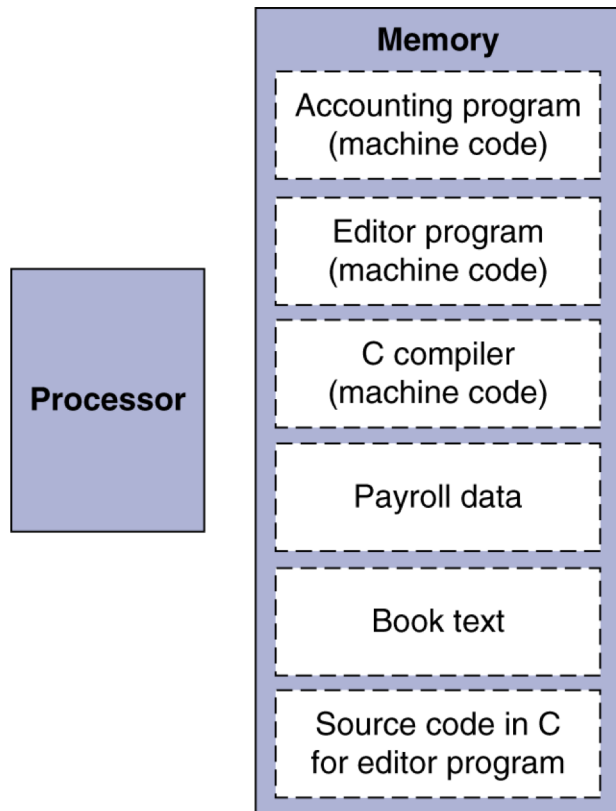 Memory
Accounting program
(machine code)
Editor program
(machine code)
C compiler
(machine code)
Processor
Payroll data
Book text
Source code in C
for editor program